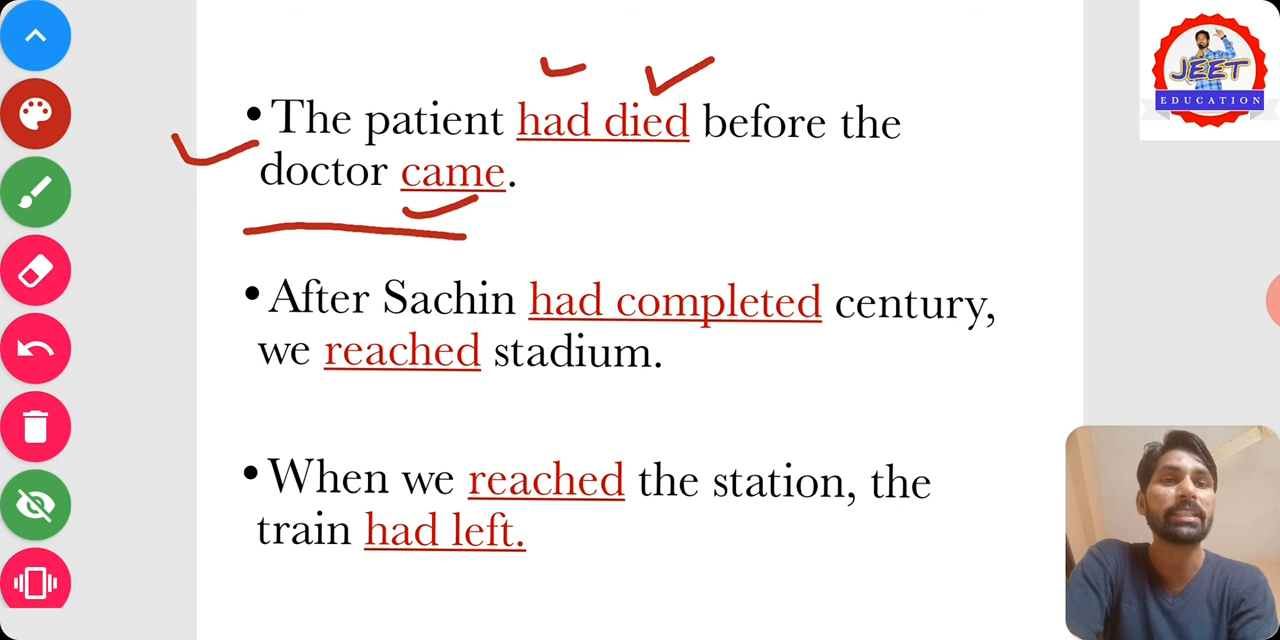 • The patient had died before the
doctor came.
• After Sachin had completed century,
we reached stadium.
• When we reached the station, the
train had left.
JEET
EDUCATION